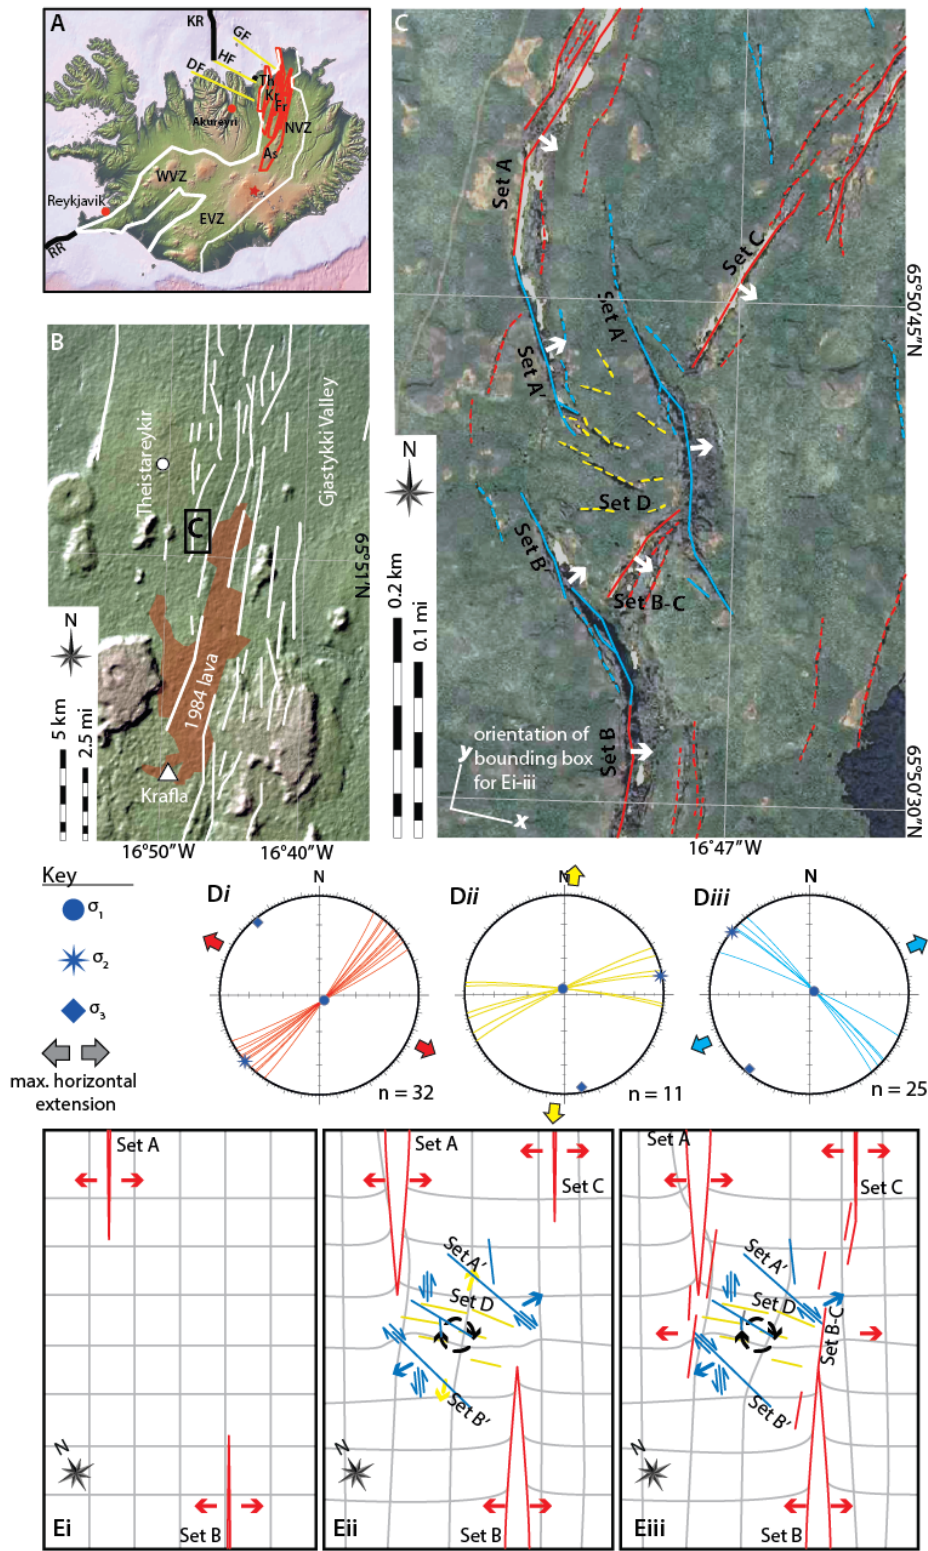 A
KR
GF
HF
DF
Th
Kr
Fr
Akureyri
NVZ
As
WVZ
Reykjavik
EVZ
RR
B
Theistareykir
Gjastykki Valley
C
65°51'N
N
1984 lava
5 km
2.5 mi
Krafla
16°50”W
16°40”W
C
Set A
Set C
Set A'
65°50'45”N
Set A'
N
Set D
Set B'
Set B-C
0.2 km
0.1 mi
Set B
orientation of
y bounding box
for Ei-iii
x
65°5.0'30”N
16°47”W
Key
σ1
σ2
σ3
max. horizontal
extension
Di
N
n = 32
Dii
N
n = 11
Diii
N
n = 25
Set A
N
Ei
Set B
Set A
Set C
Set A'
Set D
Set B'
N
Eii
Set B
Set A
Set C
Set A'
Set D
Set B-C
Set B'
N
Eiii
Set B